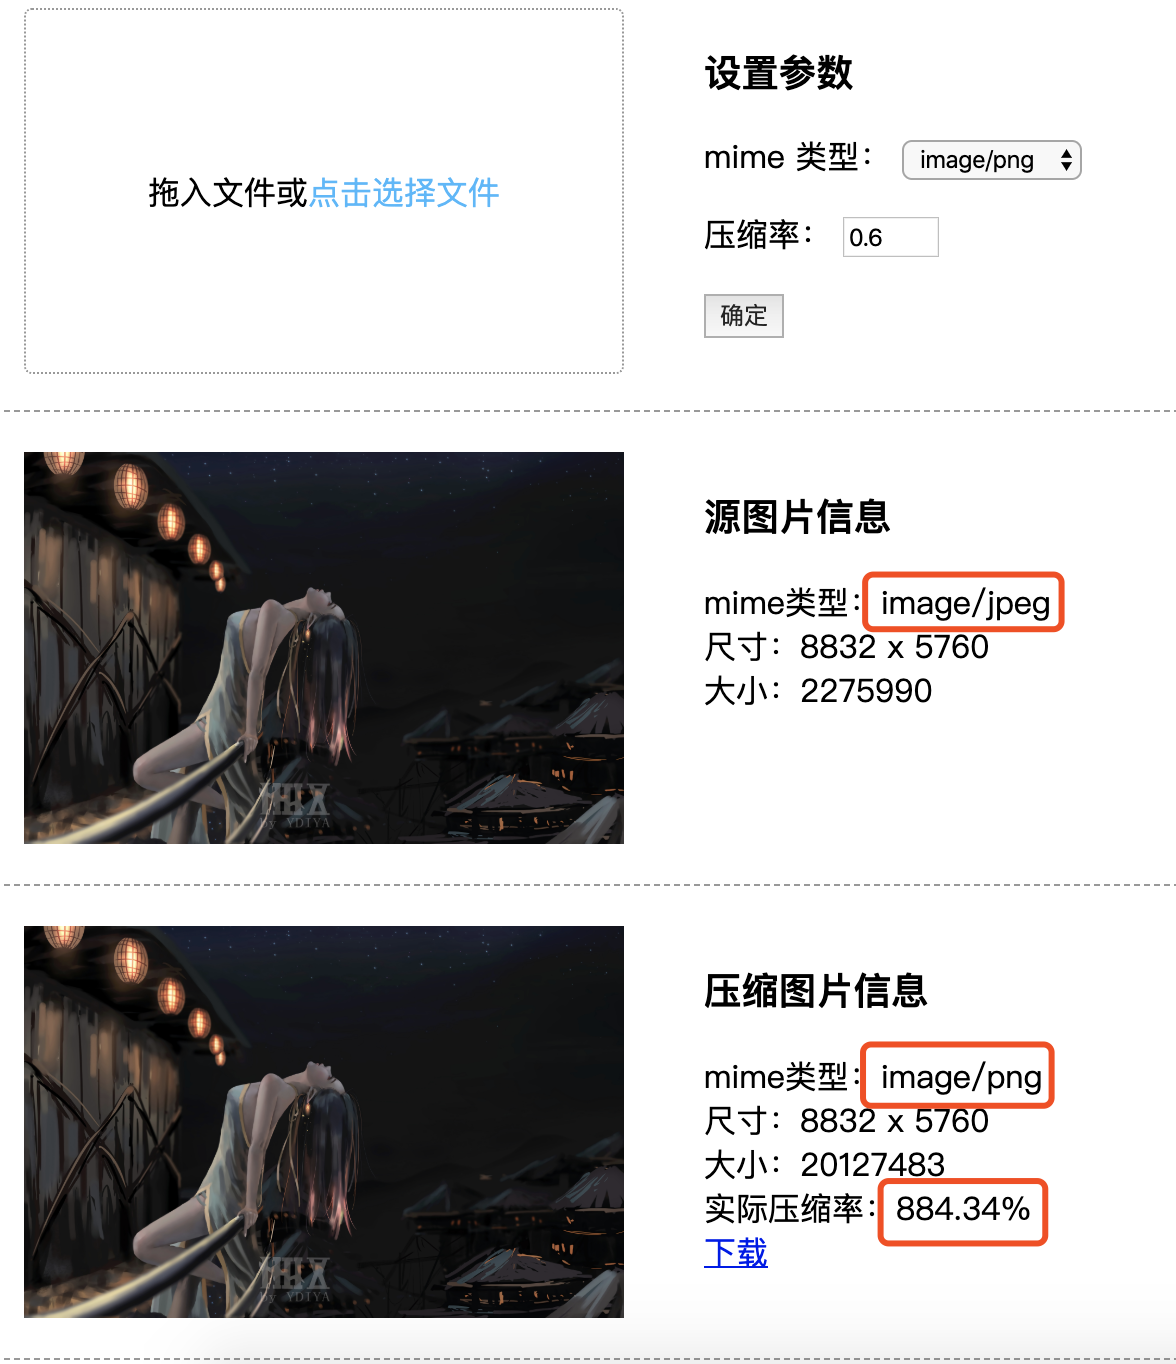 拖入文件或点击选择文件
设置参数
mime 类型：
image/png
压缩率：
0.6
确定
源图片信息
mime类型：image/jpeg
尺寸：8832 x 5760
大小：2275990
by YDIYA
压缩图片信息
mime类型：image/png
尺寸：8832 x 5760
大小：20127483
实际压缩率：884.34%
下载
by YDIYA